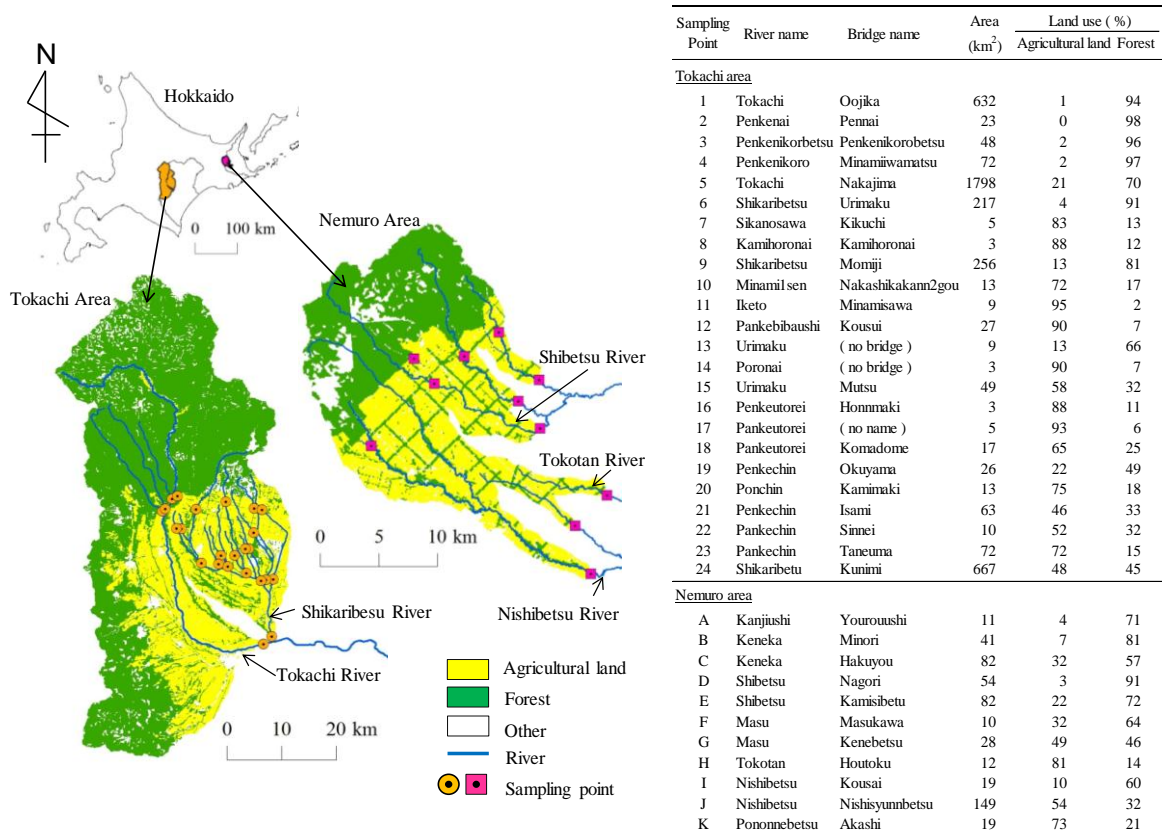 N
Hokkaido
0 100 km
Nemuro Area
Tokachi Area
Shibetsu River
Tokotan River
0 5 10 km
Nishibetsu River
Shikaribesu River
Tokachi River
0 10 20 km
Agricultural land
Forest
Other
River
Sampling point
Sampling Point River name Bridge name Area (km2) Land use ( %)
Agricultural land Forest
Tokachi area
1 Tokachi Oojika 632 1 94
2 Penkenai Pennai 23 0 98
3 Penkenikorbetsu Penkenikorobetsu 48 2 96
4 Penkenikoro Minamiiwamatsu 72 2 97
5 Tokachi Nakajima 1798 21 70
6 Shikaribetsu Urimaku 217 4 91
7 Sikanosawa Kikuchi 5 83 13
8 Kamihoronai Kamihoronai 3 88 12
9 Shikaribetsu Momiji 256 13 81
10 Minami1sen Nakashikakann2gou 13 72 17
11 Iketo Minamisawa 9 95 2
12 Pankebibaushi Kousui 27 90 7
13 Urimaku ( no bridge ) 9 13 66
14 Poronai ( no bridge ) 3 90 7
15 Urimaku Mutsu 49 58 32
16 Penkeutorei Honnmaki 3 88 11
17 Pankeutorei ( no name ) 5 93 6
18 Pankeutorei Komadome 17 65 25
19 Penkechin Okuyama 26 22 49
20 Ponchin Kamimaki 13 75 18
21 Penkechin Isami 63 46 33
22 Pankechin Sinnei 10 52 32
23 Pankechin Taneuma 72 72 15
24 Shikaribetu Kunimi 667 48 45
Nemuro area
A Kanjiushi Yourouushi 11 4 71
B Keneka Minori 41 7 81
C Keneka Hakuyou 82 32 57
D Shibetsu Nagori 54 3 91
E Shibetsu Kamisibetu 82 22 72
F Masu Masukawa 10 32 64
G Masu Kenebetsu 28 49 46
H Tokotan Houtoku 12 81 14
I Nishibetsu Kousai 19 10 60
J Nishibetsu Nishisyunnbetsu 149 54 32
K Pononnebetsu Akashi 19 73 21